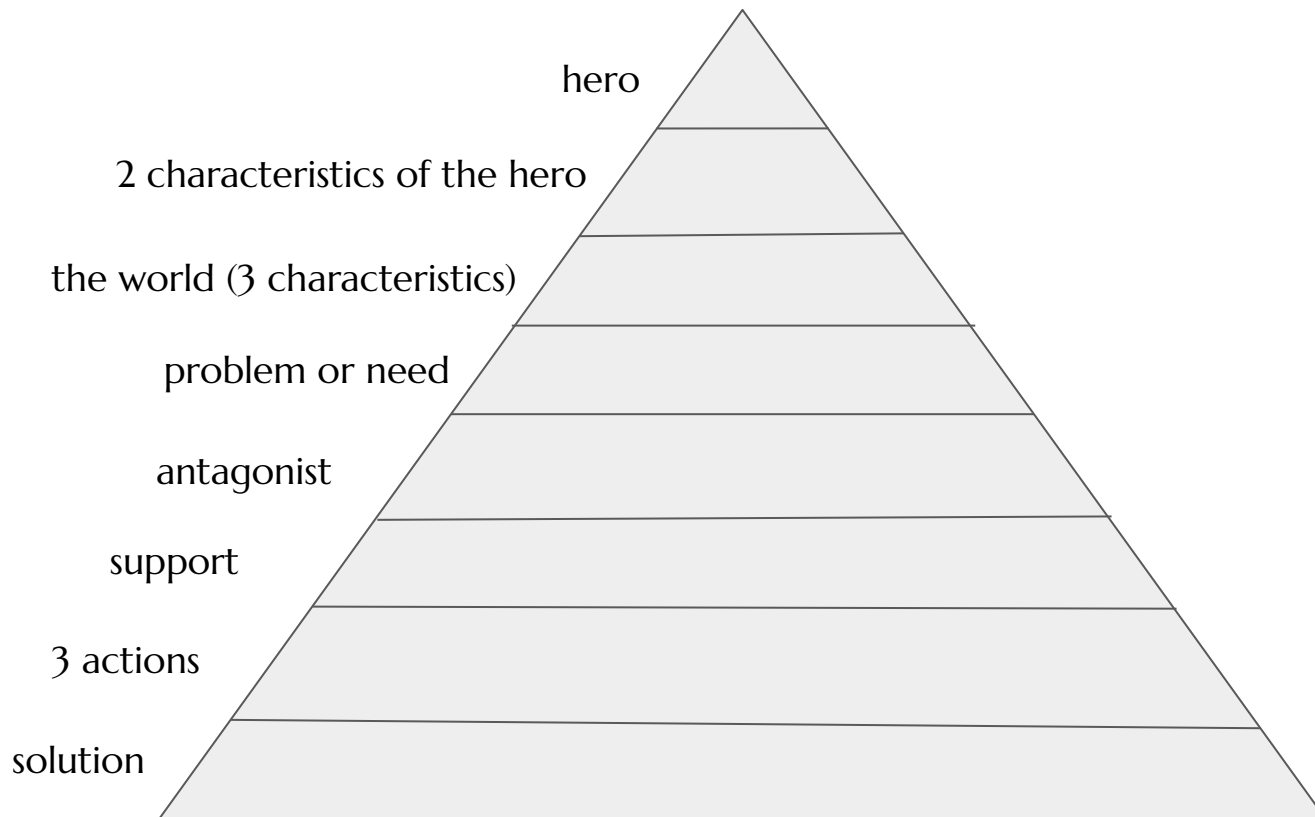 hero
2 characteristics of the hero
the world (3 characteristics)
problem or need
antagonist
support
3 actions
solution